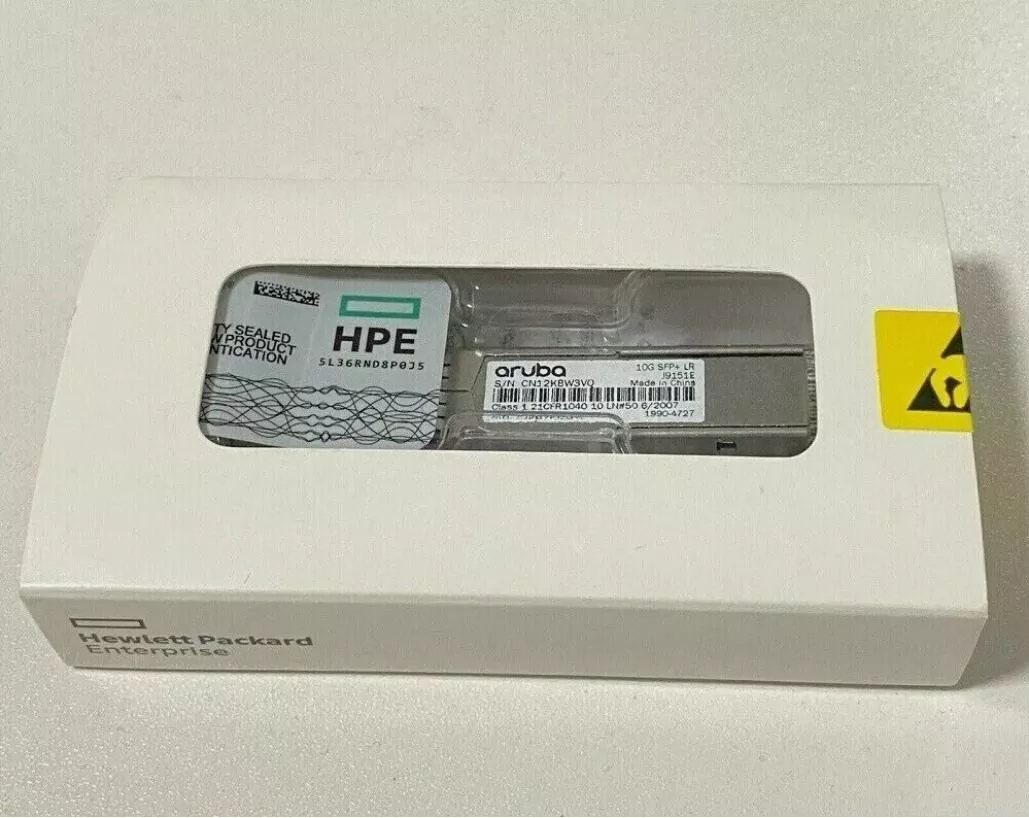 TY SEALED
W PRODUCT
NTICATION
HPE
5L36RND8P0J5
aruba
10G SFP+ LR
J9151E
S/N CN12K8W3V0
Made in China
Class 1 21CFR1040.10 LN#50 6/2007
1990-4727
Hewlett Packard
Enterprise